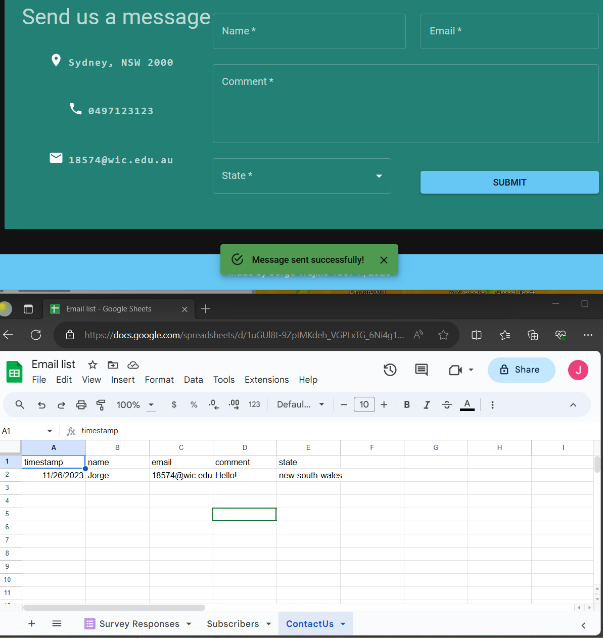 Send us a message
Name *
Email *
Sydney, NSW 2000
Comment *
0497123123
18574@wic.edu.au
State *
SUBMIT
Message sent successfully!
Email list - Google Sheets
https://docs.google.com/spreadsheets/d/
Email list
File Edit View Insert Format Data Tools Extensions Help
Share
J
100% $ % .0 .00 123 Defaul... 10 B I A
A1 fx timestamp
A B C D E F G H I
1 timestamp name email comment state
2 11/26/2023 Jorge 18574@wic.edu Hello! new south wales
3
4
5
6
7
8
9
10
11
Survey Responses Subscribers ContactUs